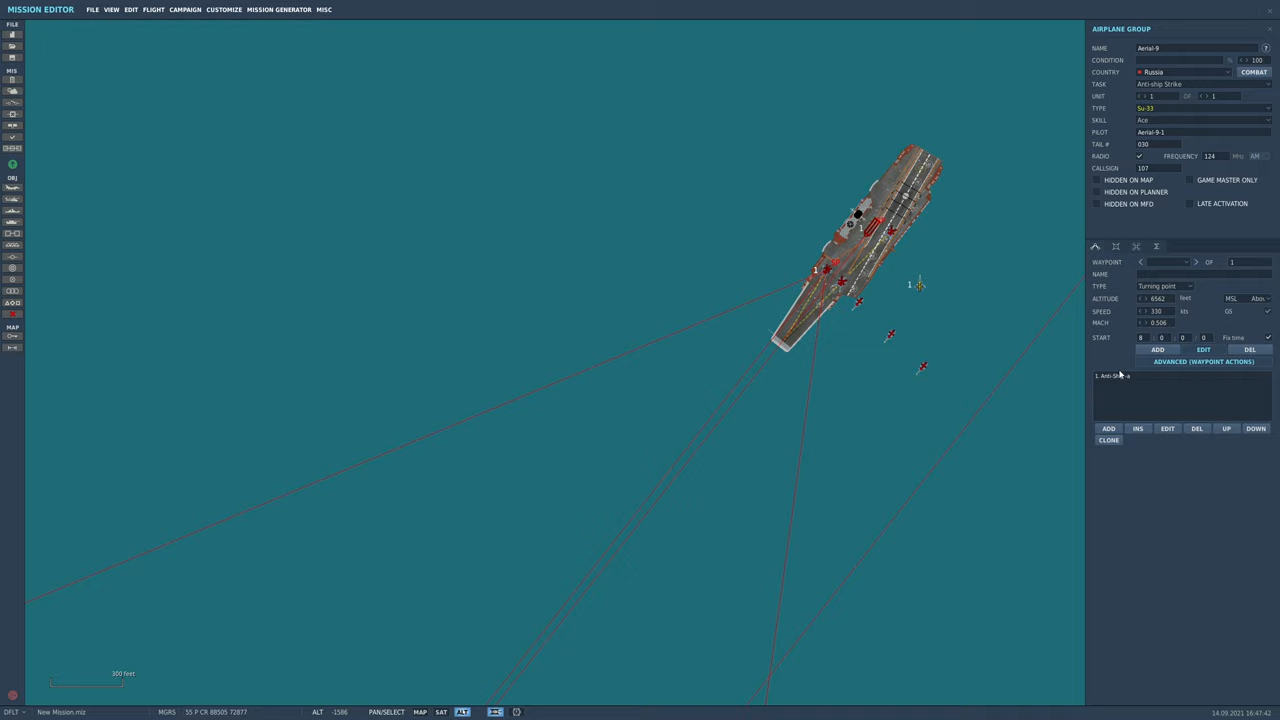 MISSION EDITOR FILE VIEW EDIT FLIGHT CAMPAIGN CUSTOMIZE MISSION GENERATOR MISC
FILE
MIS
OBJ
MAP
AIRPLANE GROUP
NAME Aerial-9 ?
CONDITION % < > 100
COUNTRY Russia COMBAT
TASK Anti-ship Strike
UNIT < > 1 OF < > 1
TYPE Su-33
SKILL Ace
PILOT Aerial-9-1
TAIL # 030
RADIO FREQUENCY 124 MHz AM
CALLSIGN 107
HIDDEN ON MAP GAME MASTER ONLY
HIDDEN ON PLANNER
HIDDEN ON MFD LATE ACTIVATION
WAYPOINT < > OF 1
NAME
TYPE Turning point
ALTITUDE < > 6562 feet MSL
SPEED < > 330 kts GS
MACH < > 0.506
START 8 : 0 : 0 / 0 Fix time
ADD EDIT DEL
ADVANCED (WAYPOINT ACTIONS)
1. Anti-Ship-a
ADD INS EDIT DEL UP DOWN
CLONE
1
1
1
300 feet
DFLT New Mission.miz MGRS 55 P CR 88505 72877 ALT -1586 PAN/SELECT MAP SAT ALT 14.09.2021 16:47:42